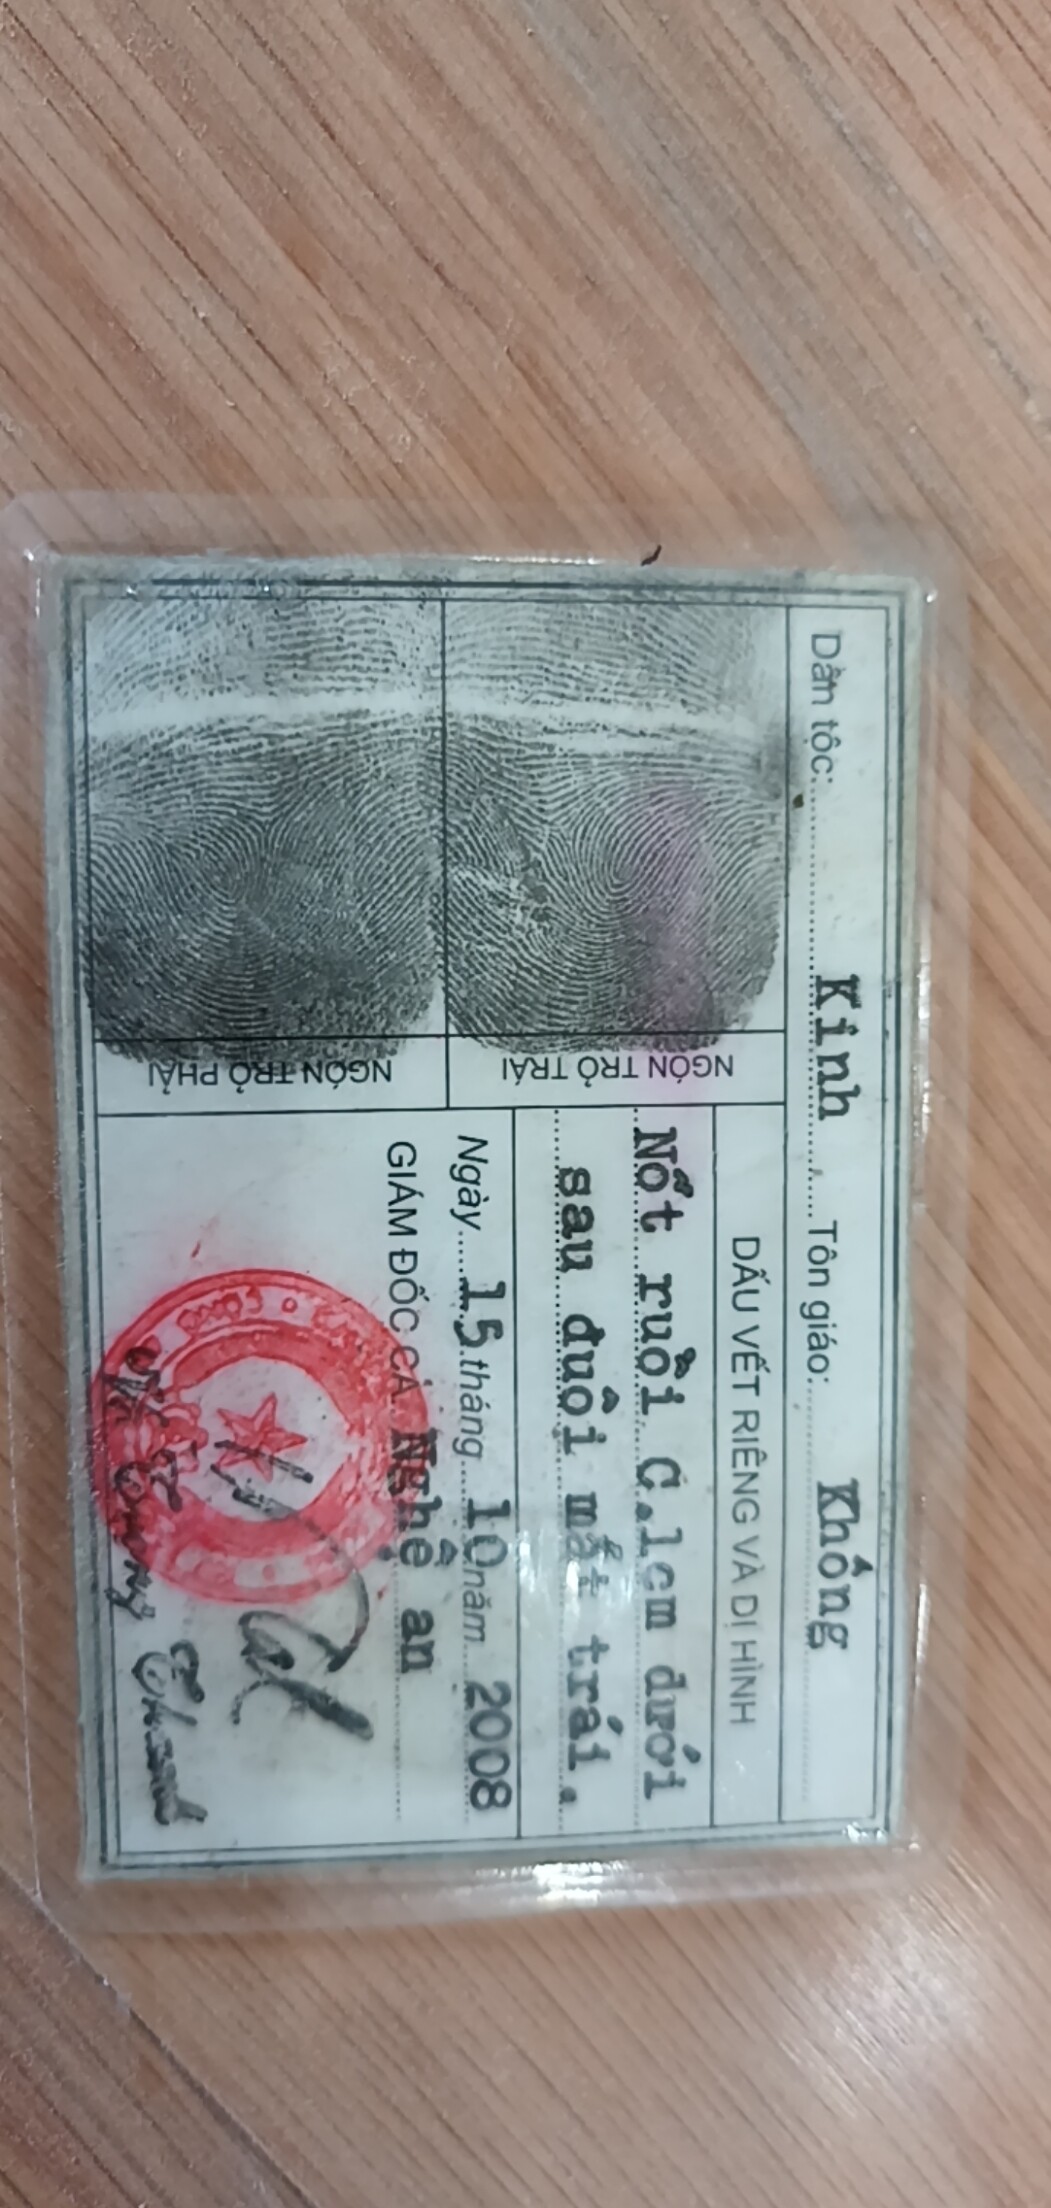 Dân tộc: Kinh Tôn giáo: Không
DẤU VẾT RIÊNG VÀ DỊ HÌNH
Nốt ruồi C.1cm dưới
sau đuôi mắt trái.
NGÓN TRỎ TRÁI
NGÓN TRỎ PHẢI
Ngày 15 tháng 10 năm 2008
GIÁM ĐỐC CA Nghệ an